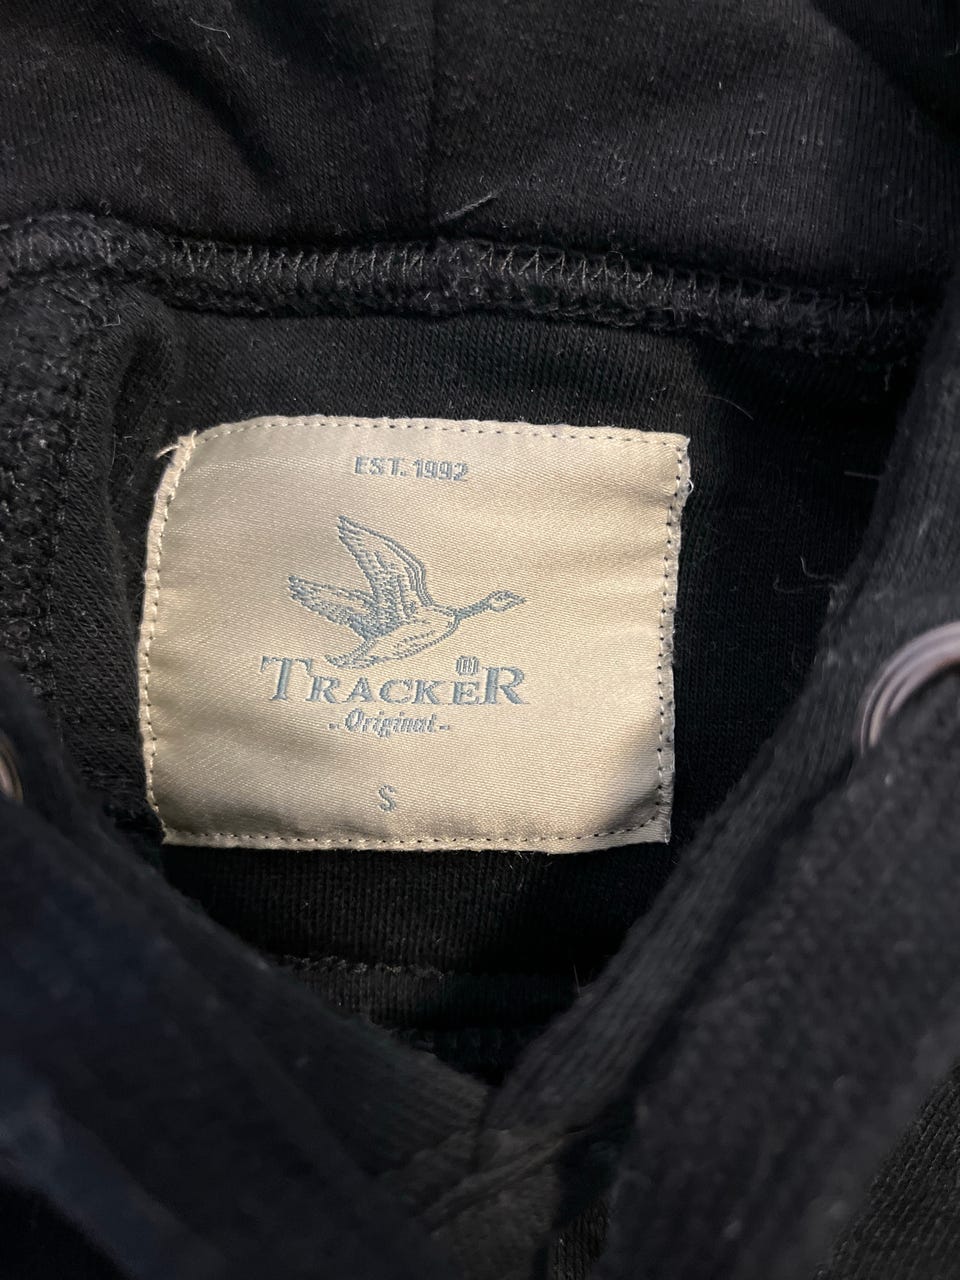 EST. 1992
TRACKER
Original
S